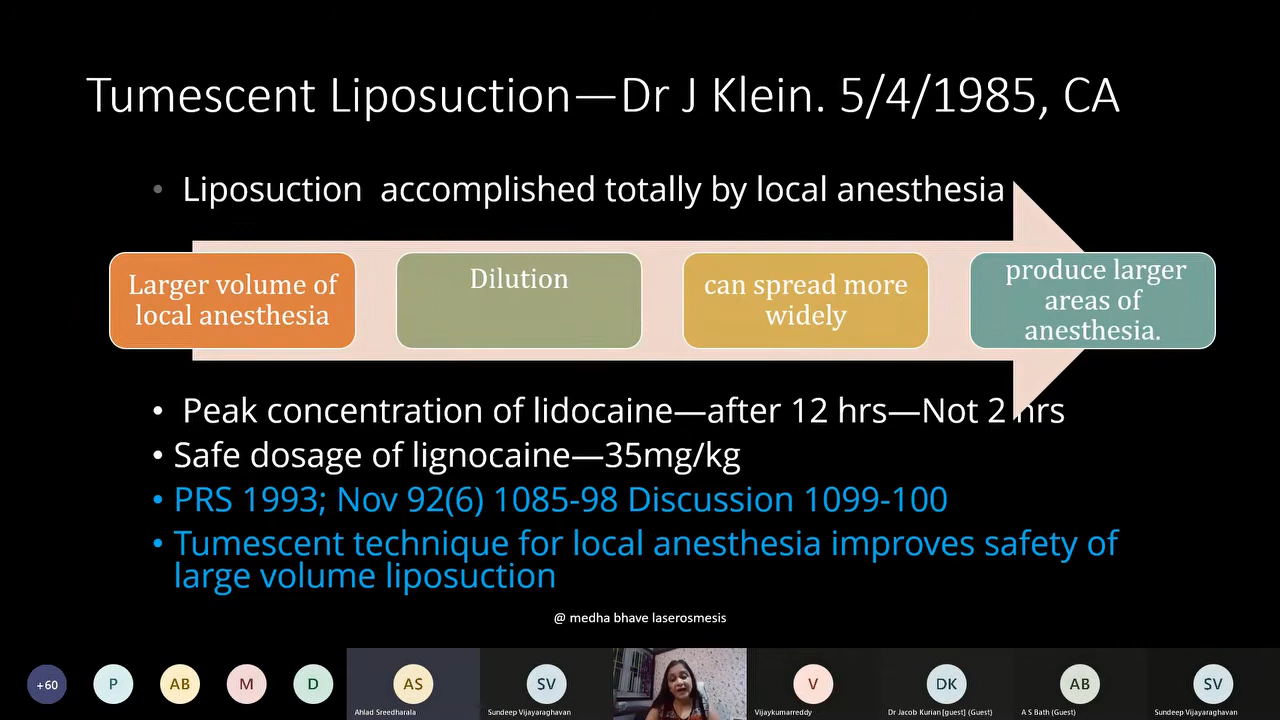 Tumescent Liposuction—Dr J Klein. 5/4/1985, CA
• Liposuction  accomplished totally by local anesthesia
Larger volume of
local anesthesia
Dilution
can spread more
widely
produce larger
areas of
anesthesia.
• Peak concentration of lidocaine—after 12 hrs—Not 2 hrs
• Safe dosage of lignocaine—35mg/kg
• PRS 1993; Nov 92(6) 1085-98 Discussion 1099-100
• Tumescent technique for local anesthesia improves safety of
large volume liposuction
@ medha bhave laserosmesis
+60
P
AB
M
D
AS
SV
V
DK
AB
SV
Ahlad Sreedharala
Sundeep Vijayaraghavan
Vijaykumarreddy
Dr Jacob Kurian[guest] (Guest)
A S Bath (Guest)
Sundeep Vijayaraghavan